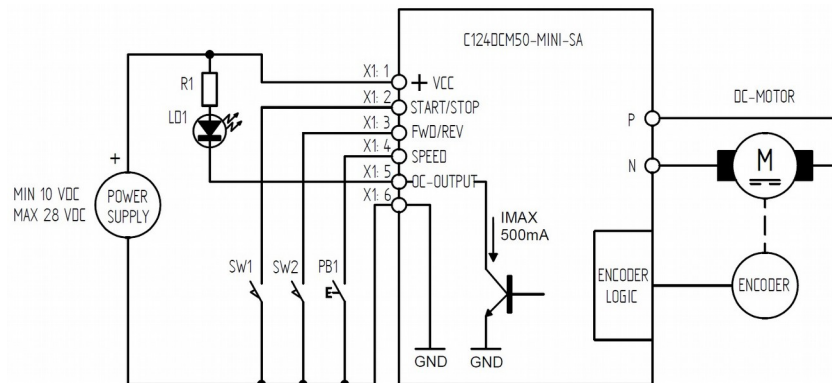 C124DCM50-MINI-SA
R1
LD1
X1: 1
+ VCC
X1: 2
START/STOP
X1: 3
FWD/REV
X1: 4
SPEED
X1: 5
OC-OUTPUT
X1: 6
P
N
DC-MOTOR
M
+
MIN 10 VDC
MAX 28 VDC
POWER
SUPPLY
IMAX
500mA
SW1
SW2
PB1
ENCODER
LOGIC
ENCODER
GND
GND